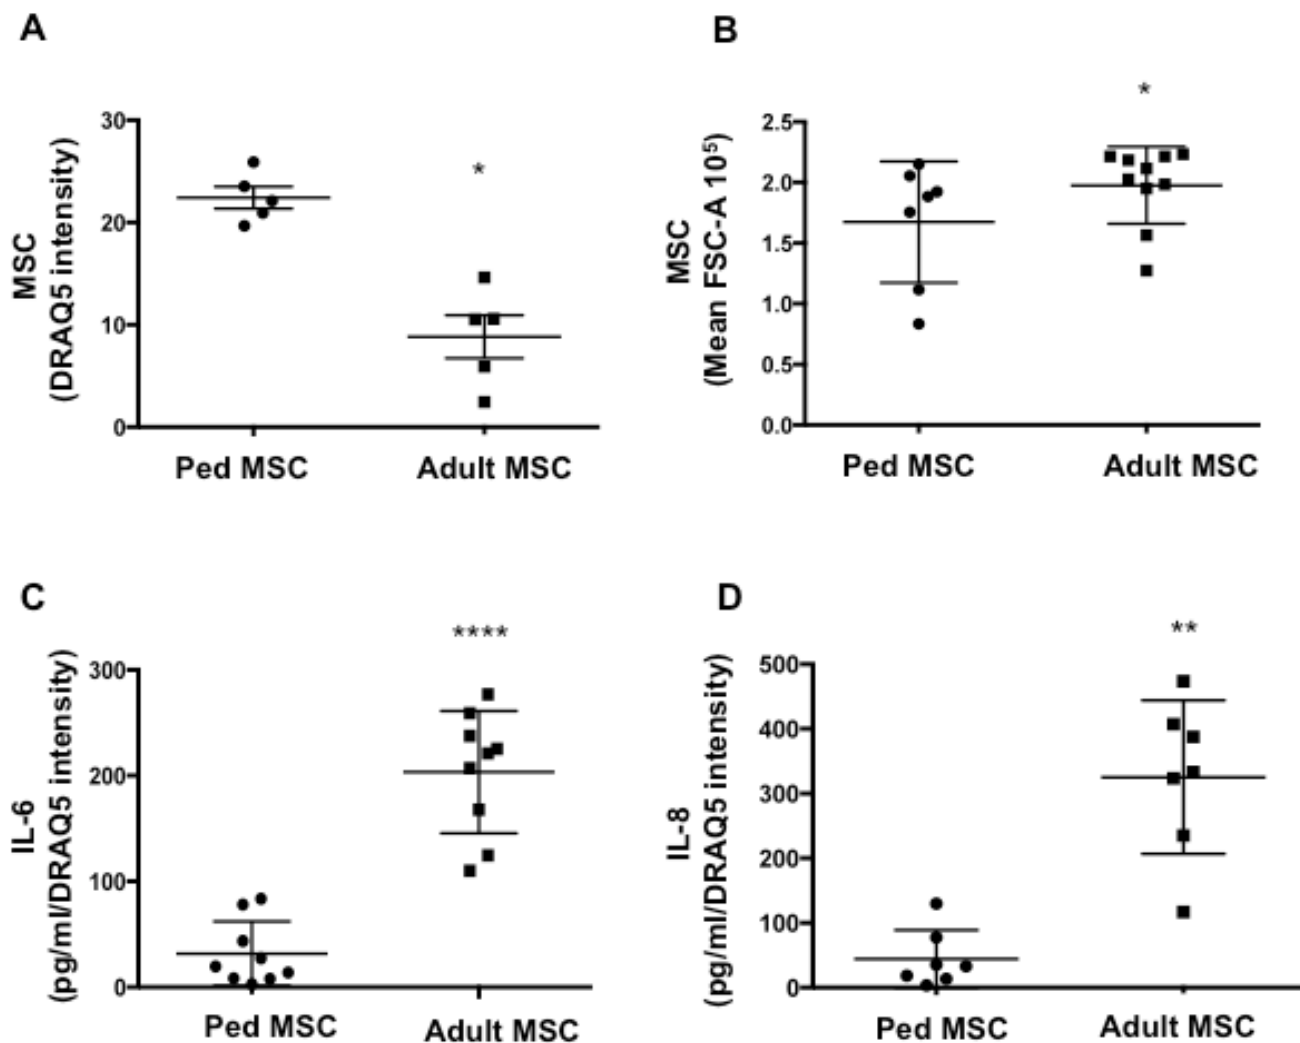 A
MSC
(DRAQ5 intensity)
30
20
10
0
*
Ped MSC
Adult MSC
B
MSC
(Mean FSC-A 10⁵)
2.5
2.0
1.5
1.0
0.5
0.0
*
Ped MSC
Adult MSC
C
IL-6
(pg/ml/DRAQ5 intensity)
300
200
100
0
****
Ped MSC
Adult MSC
D
IL-8
(pg/ml/DRAQ5 intensity)
500
400
300
200
100
0
**
Ped MSC
Adult MSC